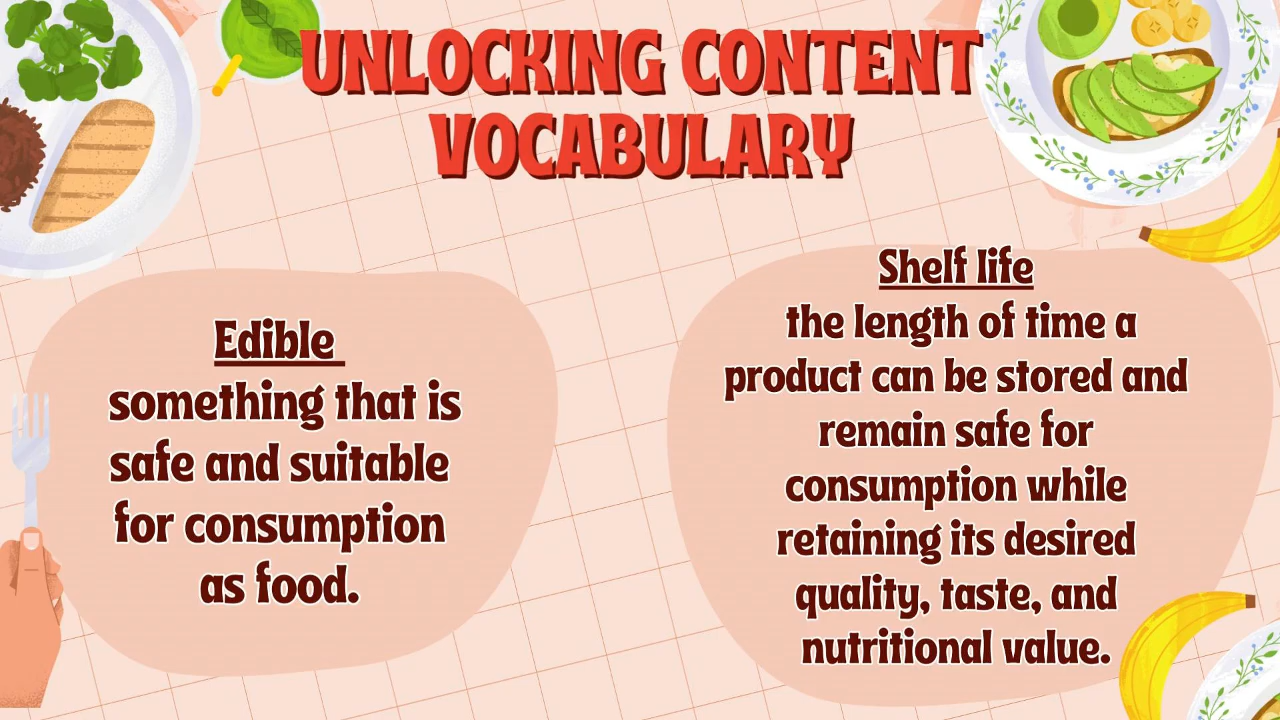 UNLOCKING CONTENT
VOCABULARY
Edible
something that is
safe and suitable
for consumption
as food.
Shelf life
the length of time a
product can be stored and
remain safe for
consumption while
retaining its desired
quality, taste, and
nutritional value.